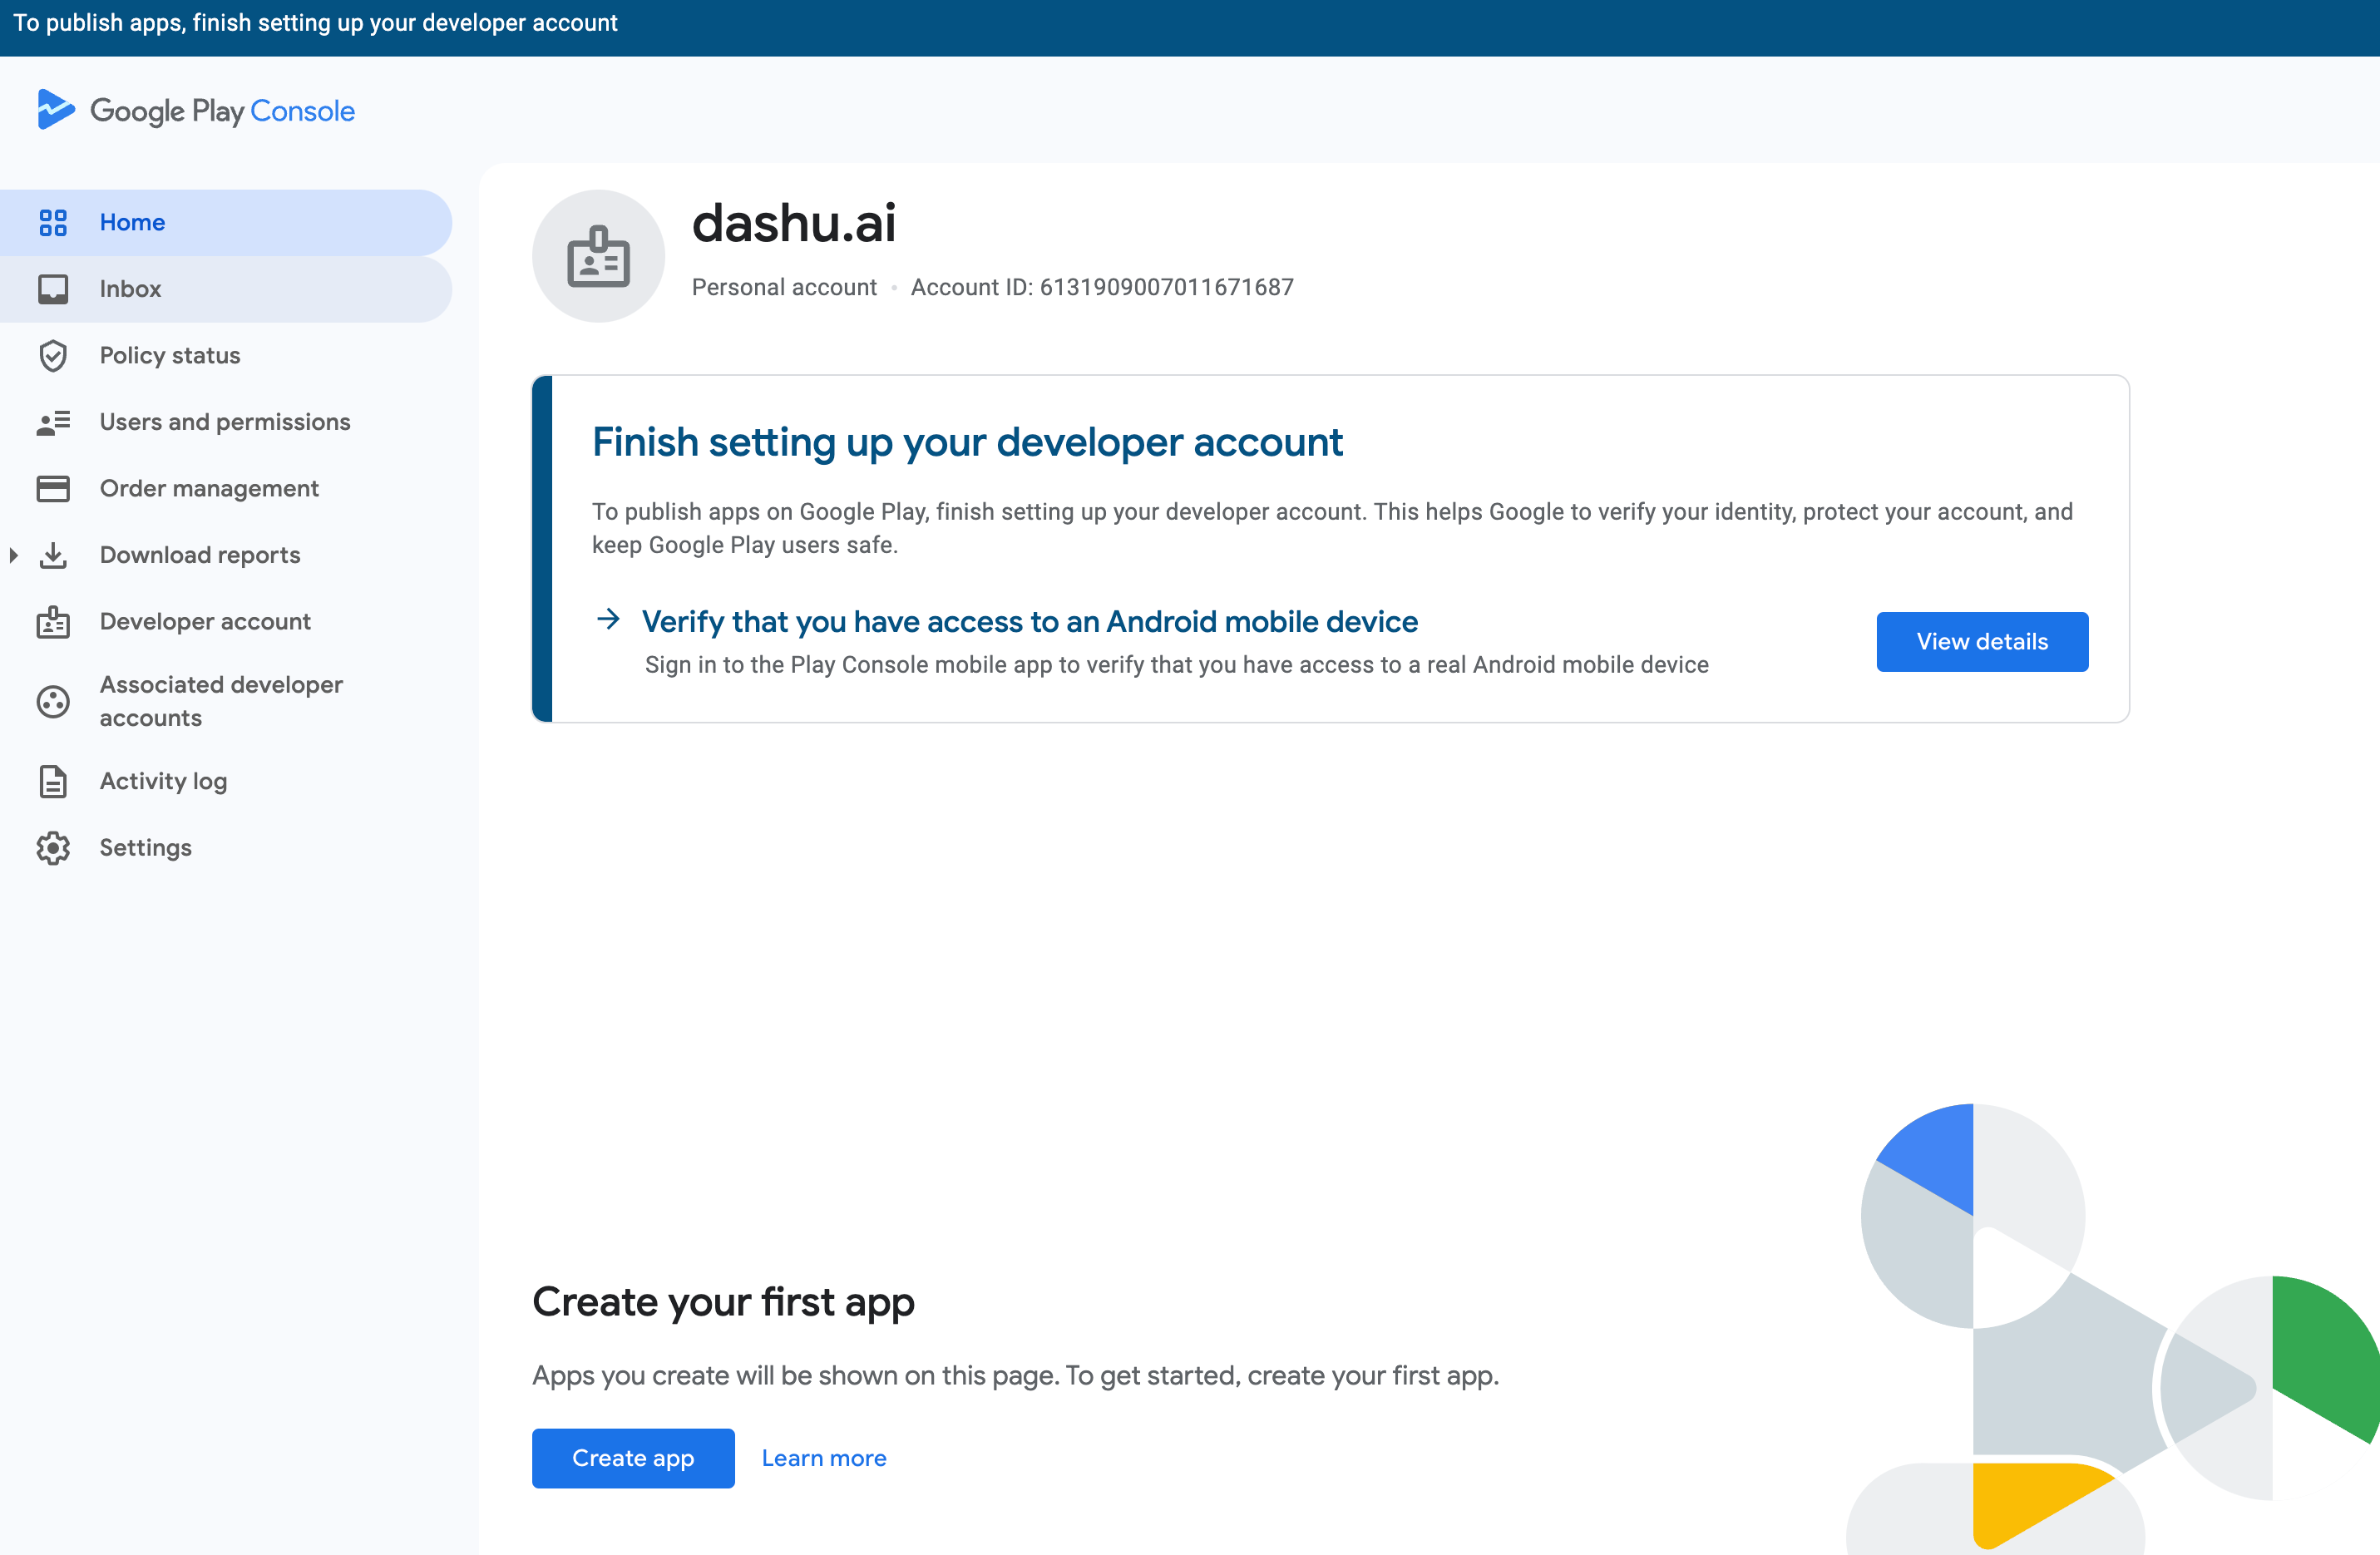 To publish apps, finish setting up your developer account
Google Play Console
Home
Inbox
Policy status
Users and permissions
Order management
Download reports
Developer account
Associated developer
accounts
Activity log
Settings
dashu.ai
Personal account • Account ID: 6131909007011671687
Finish setting up your developer account
To publish apps on Google Play, finish setting up your developer account. This helps Google to verify your identity, protect your account, and
keep Google Play users safe.
Verify that you have access to an Android mobile device
Sign in to the Play Console mobile app to verify that you have access to a real Android mobile device
View details
Create your first app
Apps you create will be shown on this page. To get started, create your first app.
Create app
Learn more